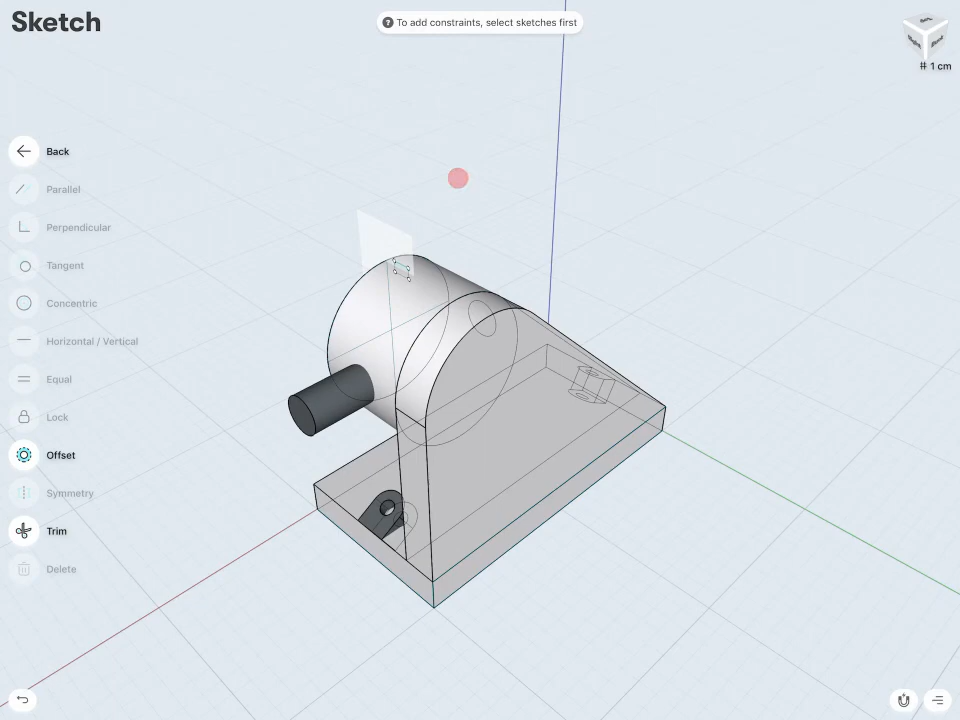 Sketch
To add constraints, select sketches first
1 cm
Back
Parallel
Perpendicular
Tangent
Concentric
Horizontal / Vertical
Equal
Lock
Offset
Symmetry
Trim
Delete